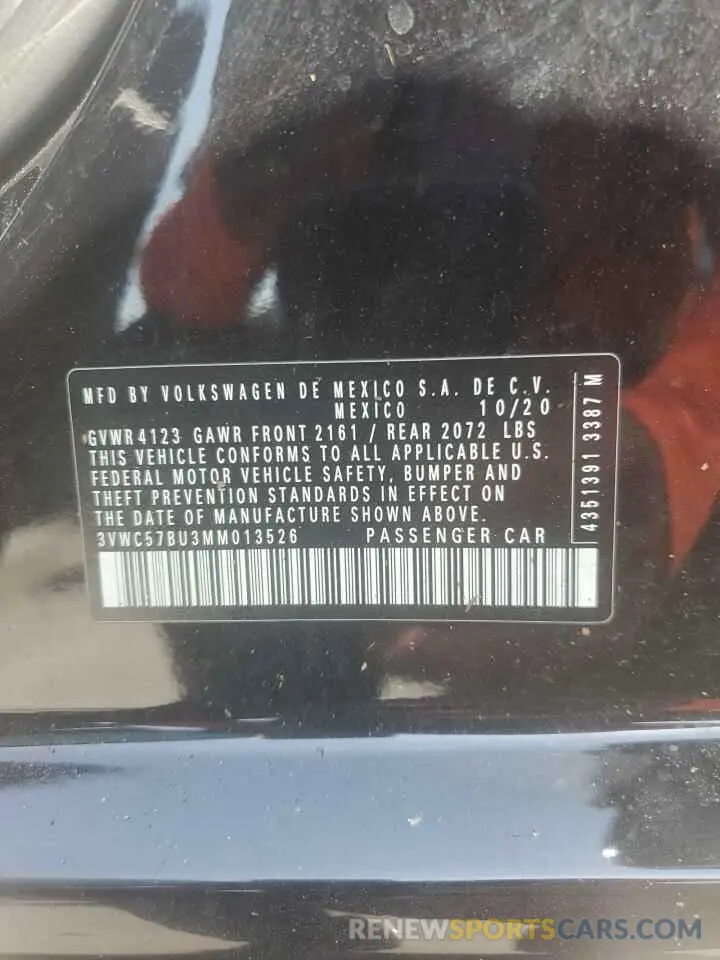 MFD BY VOLKSWAGEN DE MEXICO S.A. DE C.V.
MEXICO 10/20
GVWR 4123 GAWR FRONT 2161 / REAR 2072 LBS
THIS VEHICLE CONFORMS TO ALL APPLICABLE U.S.
FEDERAL MOTOR VEHICLE SAFETY, BUMPER AND
THEFT PREVENTION STANDARDS IN EFFECT ON
THE DATE OF MANUFACTURE SHOWN ABOVE.
3VWC57BU3MM013526 PASSENGER CAR
4351391 3387 M
RENEWSPORTSCARS.COM